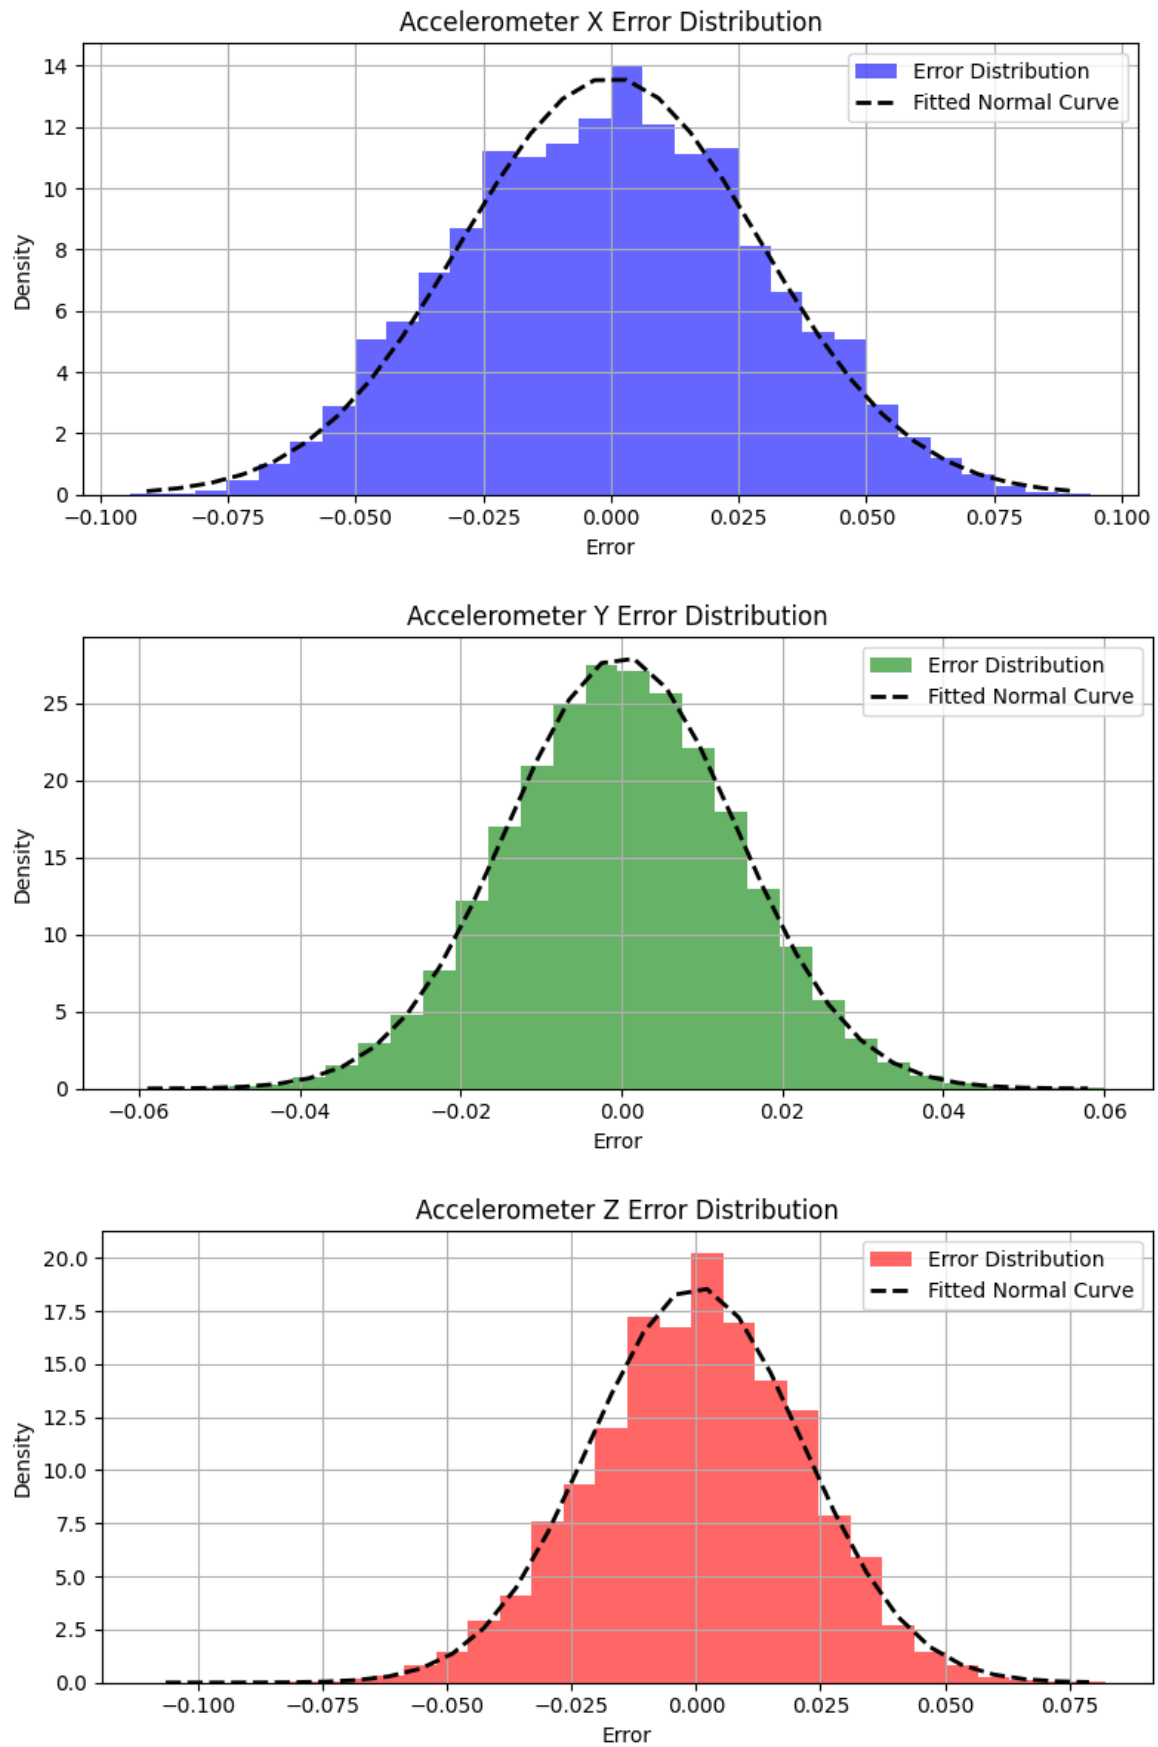 Accelerometer X Error Distribution
Error Distribution
Fitted Normal Curve
Density
14
12
10
8
6
4
2
0
−0.100 −0.075 −0.050 −0.025 0.000 0.025 0.050 0.075 0.100
Error
Accelerometer Y Error Distribution
Error Distribution
Fitted Normal Curve
Density
25
20
15
10
5
0
−0.06 −0.04 −0.02 0.00 0.02 0.04 0.06
Error
Accelerometer Z Error Distribution
Error Distribution
Fitted Normal Curve
Density
20.0
17.5
15.0
12.5
10.0
7.5
5.0
2.5
0.0
−0.100 −0.075 −0.050 −0.025 0.000 0.025 0.050 0.075
Error